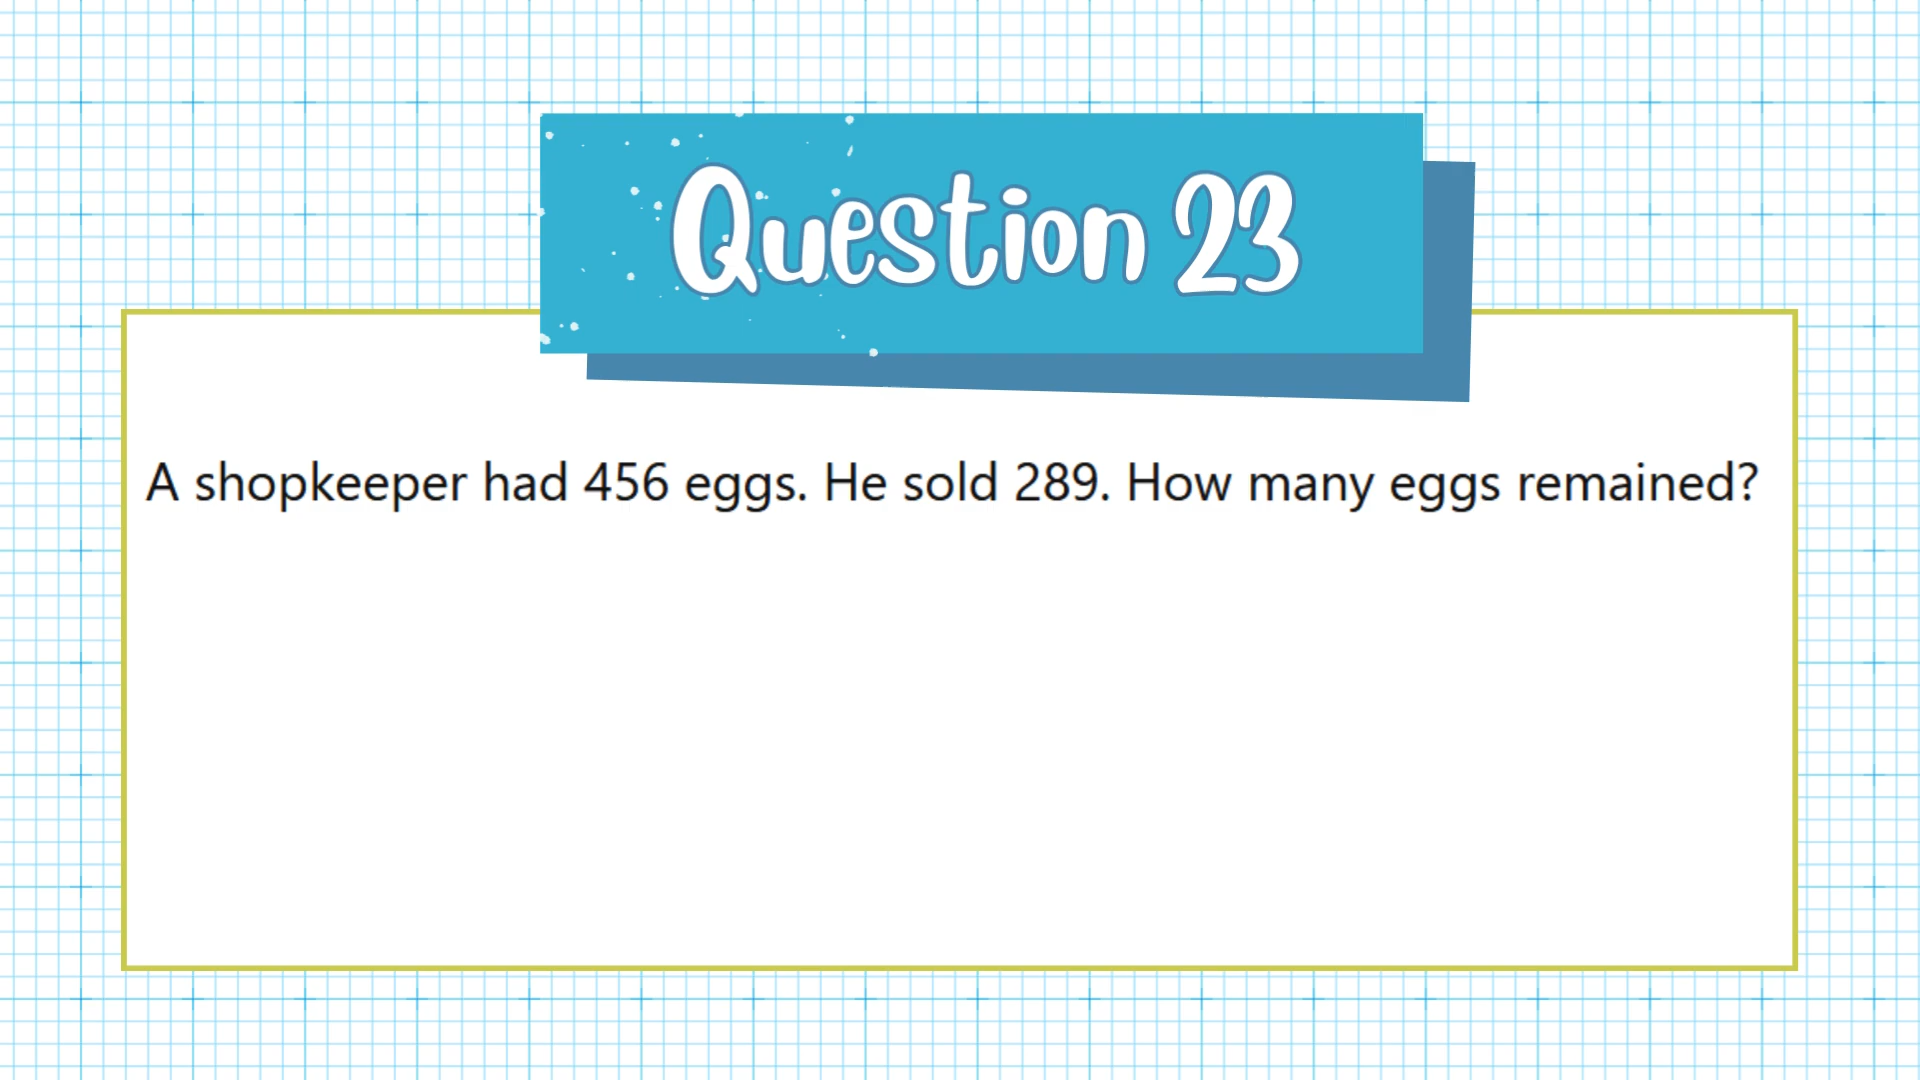 Question 23
A shopkeeper had 456 eggs. He sold 289. How many eggs remained?